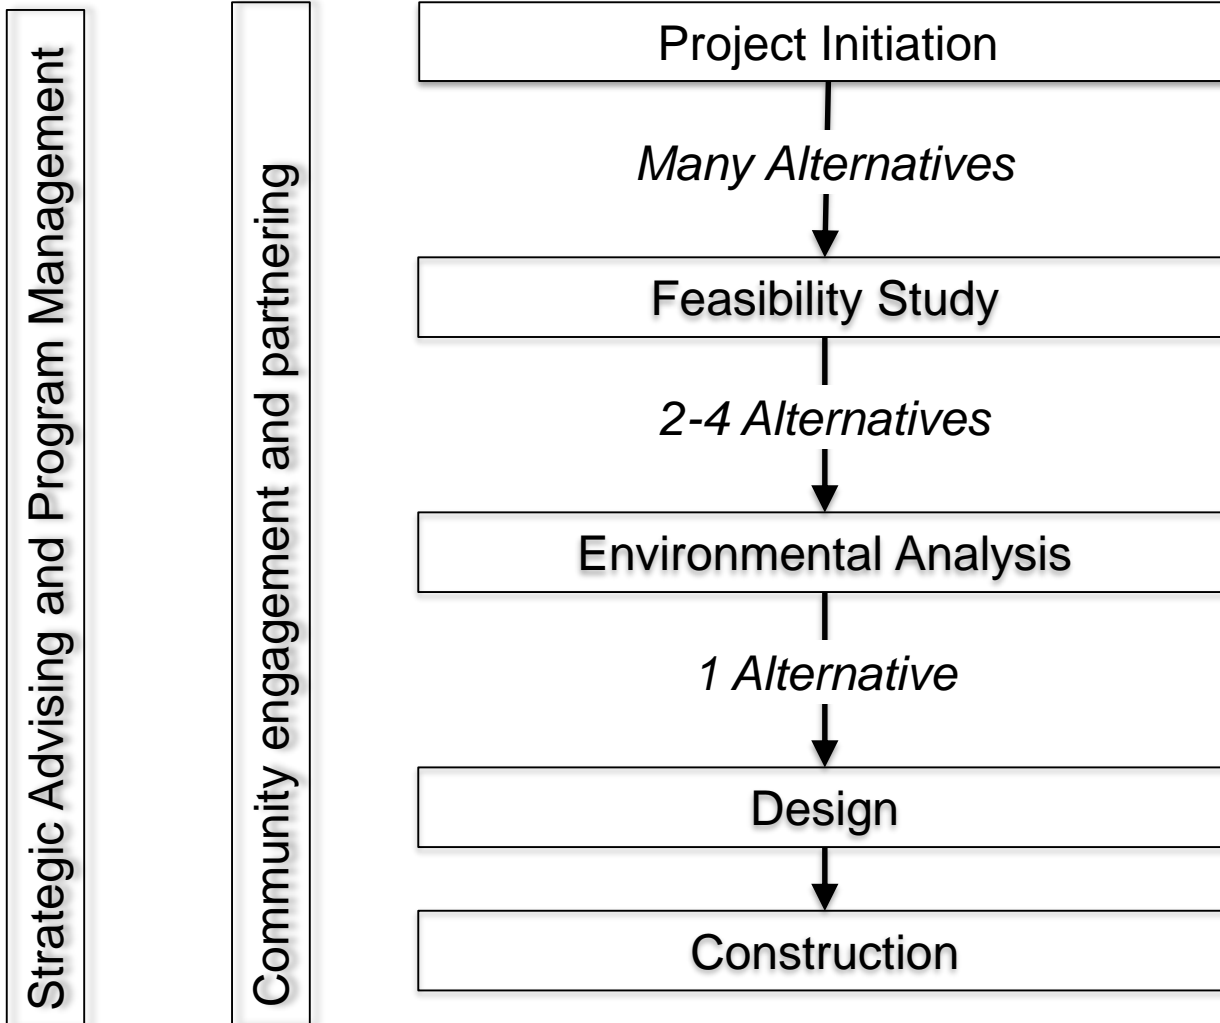 Strategic Advising and Program Management
Community engagement and partnering
Project Initiation
Many Alternatives
Feasibility Study
2-4 Alternatives
Environmental Analysis
1 Alternative
Design
Construction